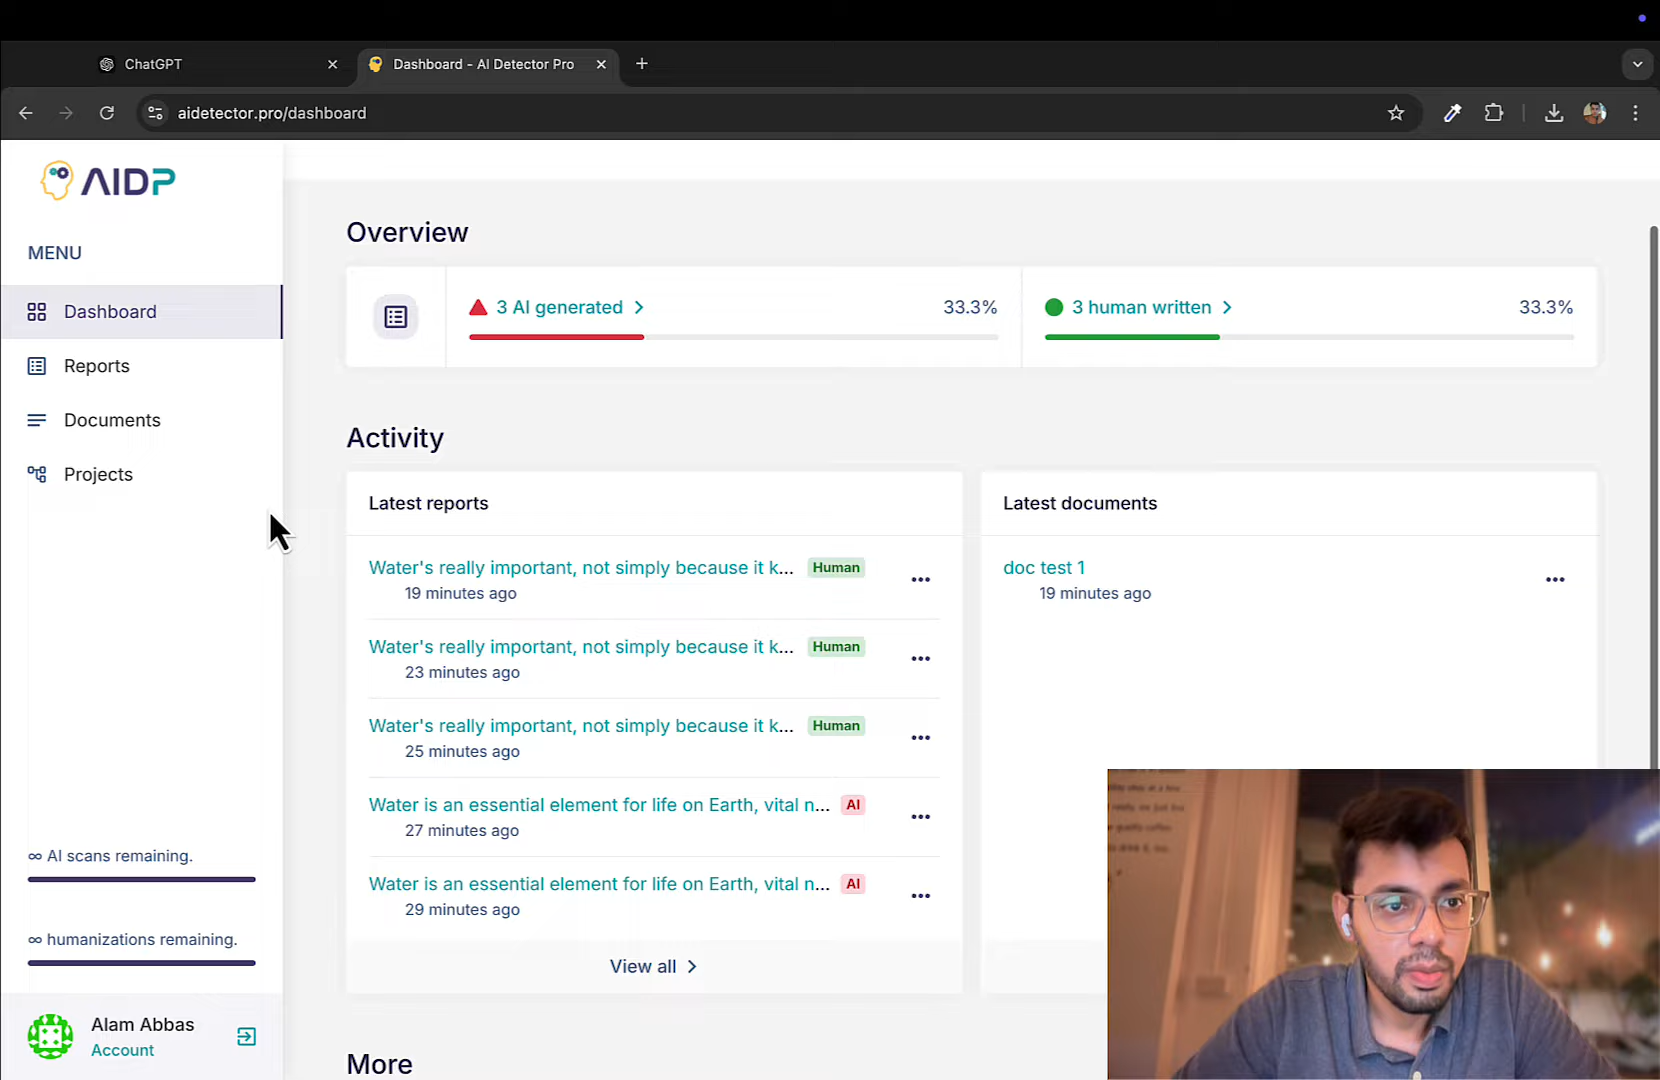 ChatGPT
Dashboard - AI Detector Pro
aidetector.pro/dashboard
AIDP
MENU
Dashboard
Reports
Documents
Projects
∞ AI scans remaining.
∞ humanizations remaining.
Alam Abbas
Account
Overview
3 AI generated
33.3%
3 human written
33.3%
Activity
Latest reports
Water's really important, not simply because it k... Human
19 minutes ago
Water's really important, not simply because it k... Human
23 minutes ago
Water's really important, not simply because it k... Human
25 minutes ago
Water is an essential element for life on Earth, vital n... AI
27 minutes ago
Water is an essential element for life on Earth, vital n... AI
29 minutes ago
View all
Latest documents
doc test 1
19 minutes ago
More